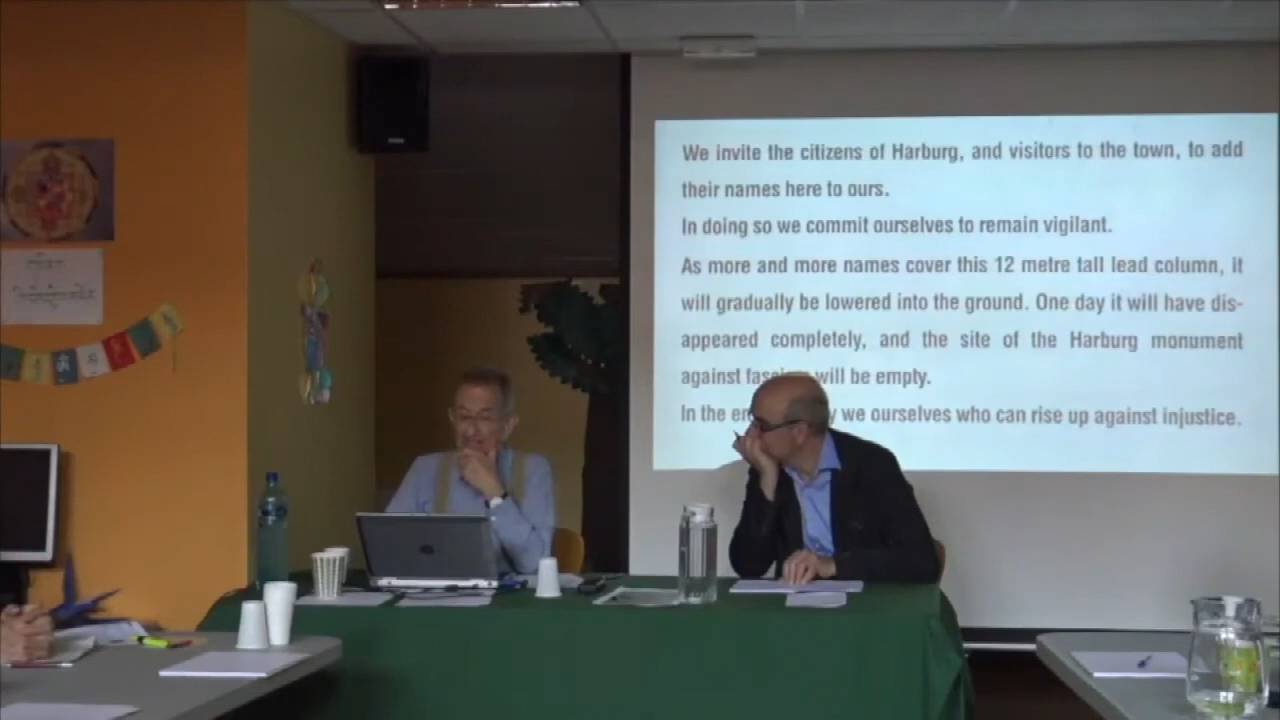 We invite the citizens of Harburg, and visitors to the town, to add
their names here to ours.
In doing so we commit ourselves to remain vigilant.
As more and more names cover this 12 metre tall lead column, it
will gradually be lowered into the ground. One day it will have dis-
appeared completely, and the site of the Harburg monument
against will be empty.
In the we ourselves who can rise up against injustice.